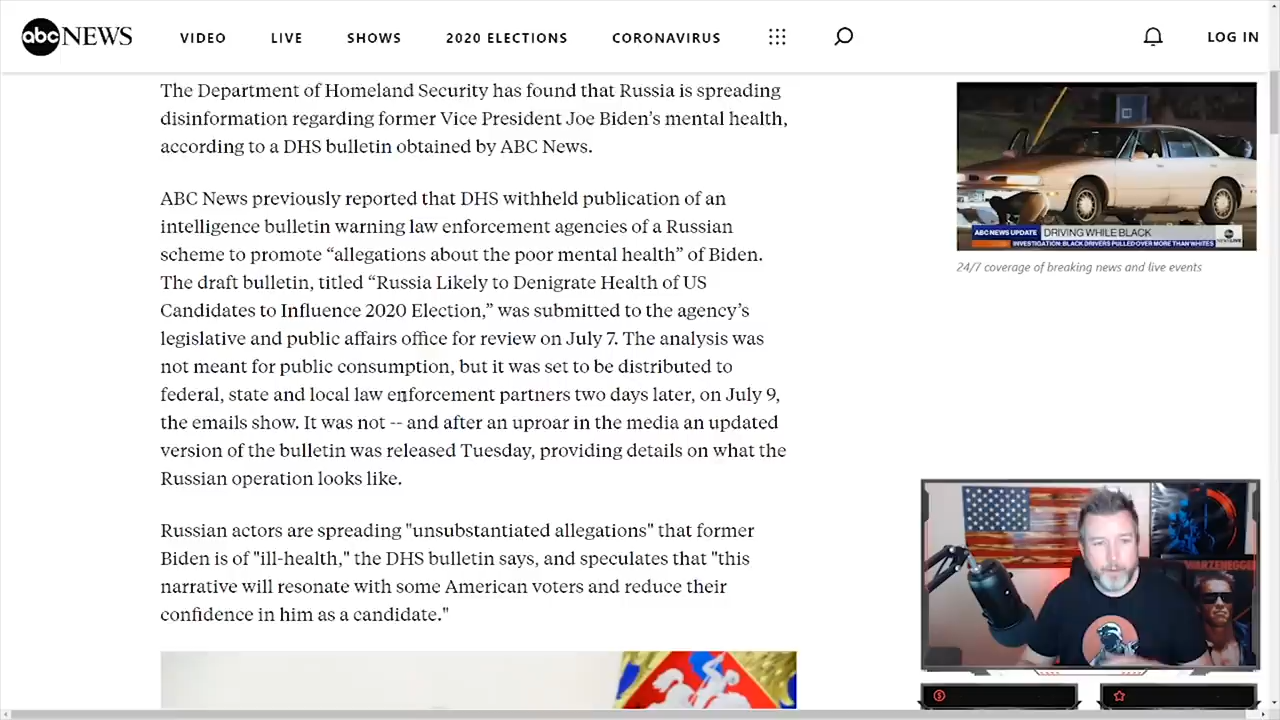 abc NEWS
VIDEO LIVE SHOWS 2020 ELECTIONS CORONAVIRUS LOG IN
The Department of Homeland Security has found that Russia is spreading
disinformation regarding former Vice President Joe Biden’s mental health,
according to a DHS bulletin obtained by ABC News.
ABC News previously reported that DHS withheld publication of an
intelligence bulletin warning law enforcement agencies of a Russian
scheme to promote “allegations about the poor mental health” of Biden.
The draft bulletin, titled “Russia Likely to Denigrate Health of US
Candidates to Influence 2020 Election,” was submitted to the agency’s
legislative and public affairs office for review on July 7. The analysis was
not meant for public consumption, but it was set to be distributed to
federal, state and local law enforcement partners two days later, on July 9,
the emails show. It was not -- and after an uproar in the media an updated
version of the bulletin was released Tuesday, providing details on what the
Russian operation looks like.
Russian actors are spreading "unsubstantiated allegations" that former
Biden is of "ill-health," the DHS bulletin says, and speculates that "this
narrative will resonate with some American voters and reduce their
confidence in him as a candidate."
ABC NEWS UPDATE DRIVING WHILE BLACK
INVESTIGATION: BLACK DRIVERS PULLED OVER MORE THAN WHITES
24/7 coverage of breaking news and live events
WARZENEGGE